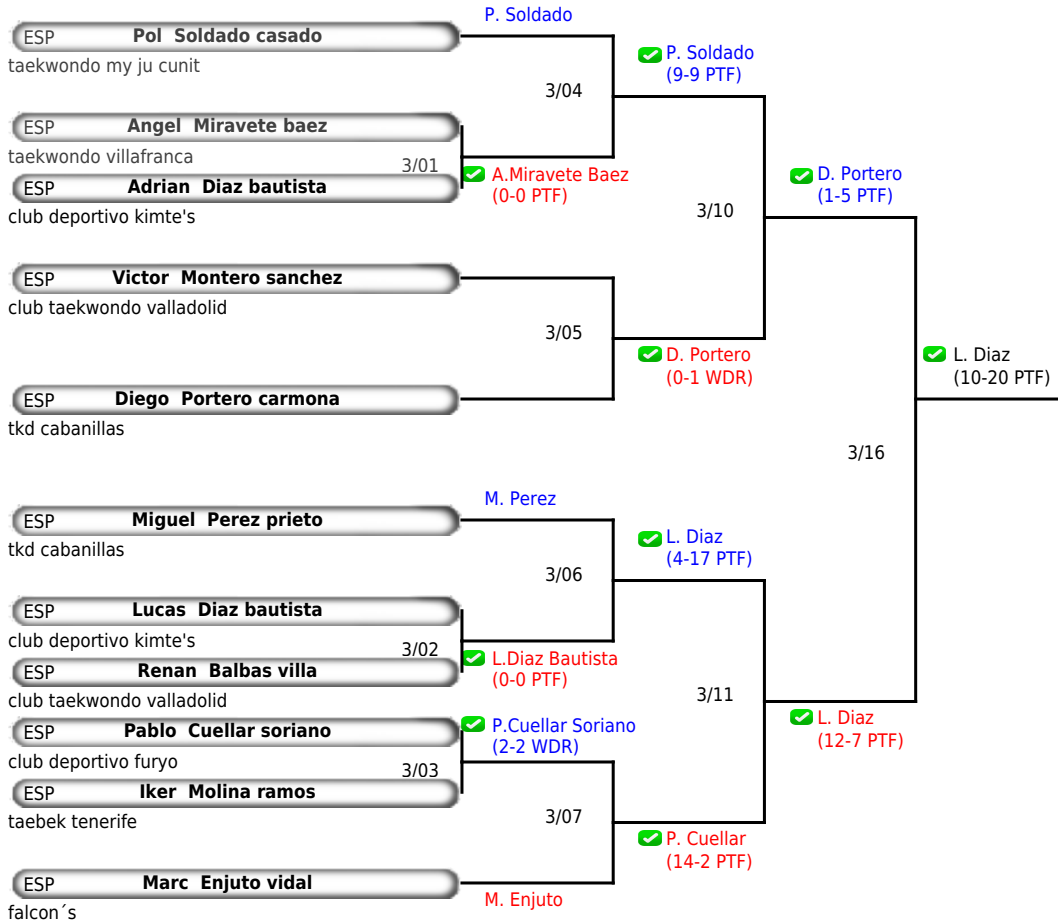 P. Soldado
ESP Pol Soldado casado
taekwondo my ju cunit
P. Soldado
(9-9 PTF)
3/04
ESP Angel Miravete baez
taekwondo villafranca
3/01
A.Miravete Baez
(0-0 PTF)
ESP Adrian Diaz bautista
club deportivo kimte's
D. Portero
(1-5 PTF)
3/10
ESP Victor Montero sanchez
club taekwondo valladolid
3/05
D. Portero
(0-1 WDR)
L. Diaz
(10-20 PTF)
ESP Diego Portero carmona
tkd cabanillas
3/16
M. Perez
ESP Miguel Perez prieto
tkd cabanillas
L. Diaz
(4-17 PTF)
3/06
ESP Lucas Diaz bautista
club deportivo kimte's
3/02
L.Diaz Bautista
(0-0 PTF)
ESP Renan Balbas villa
club taekwondo valladolid
3/11
L. Diaz
(12-7 PTF)
ESP Pablo Cuellar soriano
P.Cuellar Soriano
(2-2 WDR)
club deportivo furyo
3/03
ESP Iker Molina ramos
taebek tenerife
3/07
P. Cuellar
(14-2 PTF)
ESP Marc Enjuto vidal
M. Enjuto
falcon´s